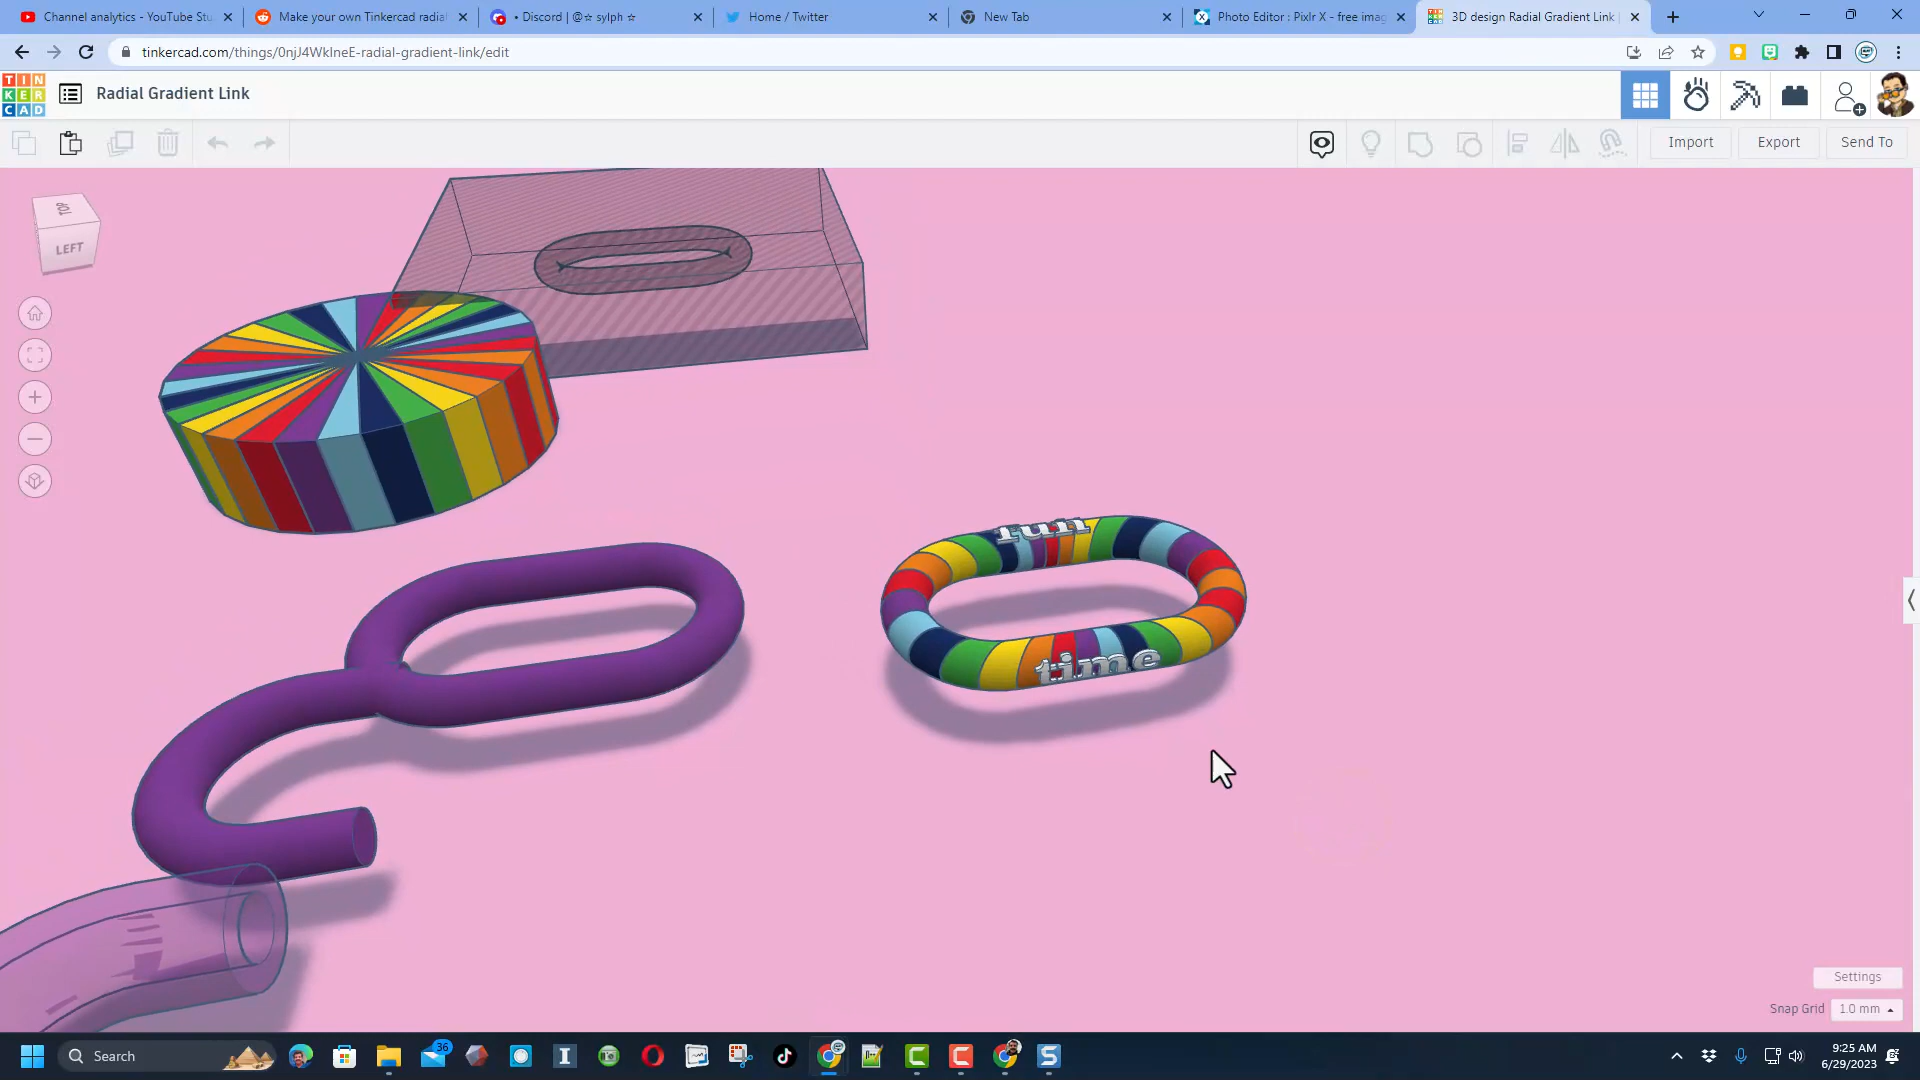 Channel analytics - YouTube Stu
Make your own Tinkercad radial
• Discord | @☆ sylph ☆
Home / Twitter
New Tab
Photo Editor : Pixlr X - free imag
3D design Radial Gradient Link |
tinkercad.com/things/0njJ4WklneE-radial-gradient-link/edit
TIN
KER
CAD
Radial Gradient Link
Import
Export
Send To
TOP
LEFT
fun
time
Settings
Snap Grid 1.0 mm
Search
36
9:25 AM
6/29/2023